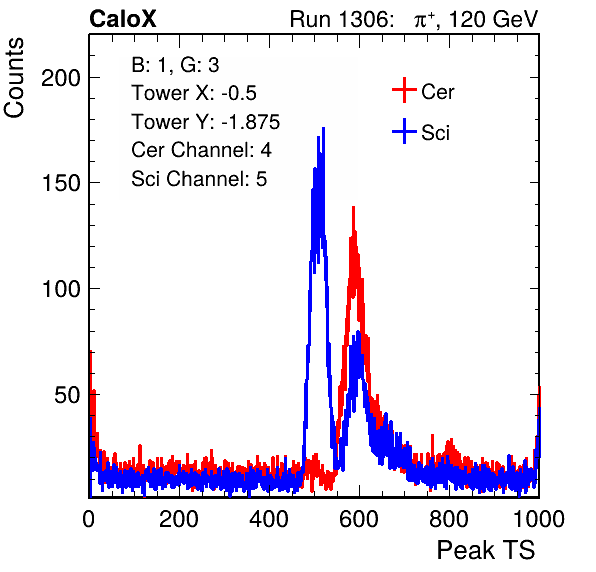 CaloX Run 1306: π⁺, 120 GeV
Counts
B: 1, G: 3
Tower X: -0.5
Tower Y: -1.875
Cer Channel: 4
Sci Channel: 5
Cer
Sci
200
150
100
50
0 200 400 600 800 1000
Peak TS